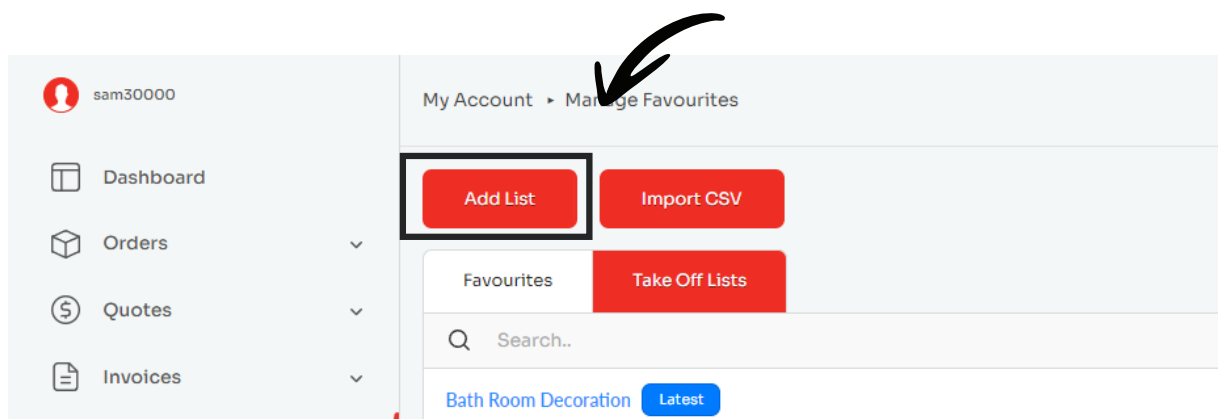 sam30000
Dashboard
Orders
Quotes
Invoices
My Account ▸ Manage Favourites
Add List
Import CSV
Favourites
Take Off Lists
Search..
Bath Room Decoration
Latest